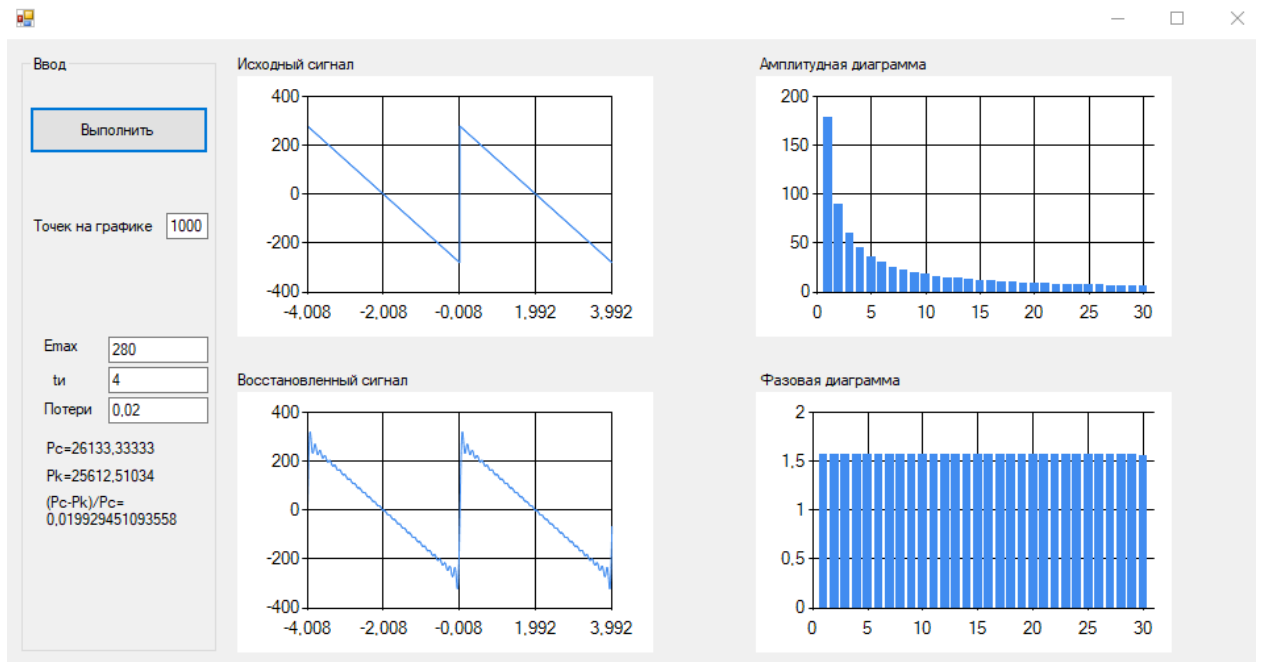 Ввод
Выполнить
Точек на графике 1000
Emax 280
tи 4
Потери 0,02
Pc=26133,33333
Pk=25612,51034
(Pc-Pk)/Pc=
0,019929451093558
Исходный сигнал
400
200
0
-200
-400
-4,008 -2,008 -0,008 1,992 3,992
Амплитудная диаграмма
200
150
100
50
0
0 5 10 15 20 25 30
Восстановленный сигнал
400
200
0
-200
-400
-4,008 -2,008 -0,008 1,992 3,992
Фазовая диаграмма
2
1.5
1
0.5
0
0 5 10 15 20 25 30